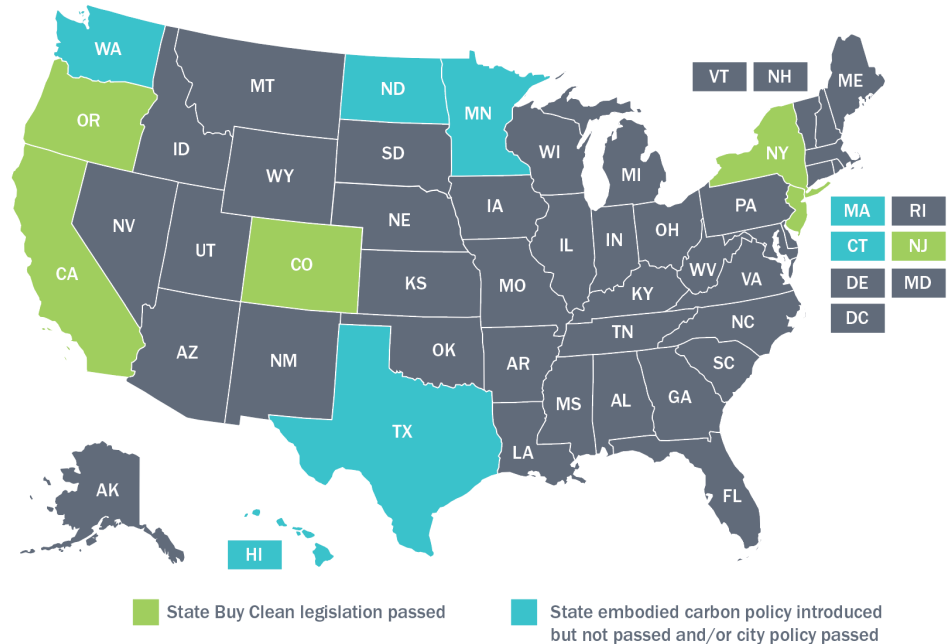 WA
MT
ND
MN
VT
NH
ME
OR
ID
SD
WI
MI
NY
WY
NV
UT
CO
NE
IA
IL
IN
OH
PA
MA
RI
CT
NJ
CA
KS
MO
WV
VA
KY
DE
MD
DC
AZ
NM
OK
AR
TN
NC
SC
TX
LA
MS
AL
GA
FL
AK
HI
State Buy Clean legislation passed
State embodied carbon policy introduced
but not passed and/or city policy passed